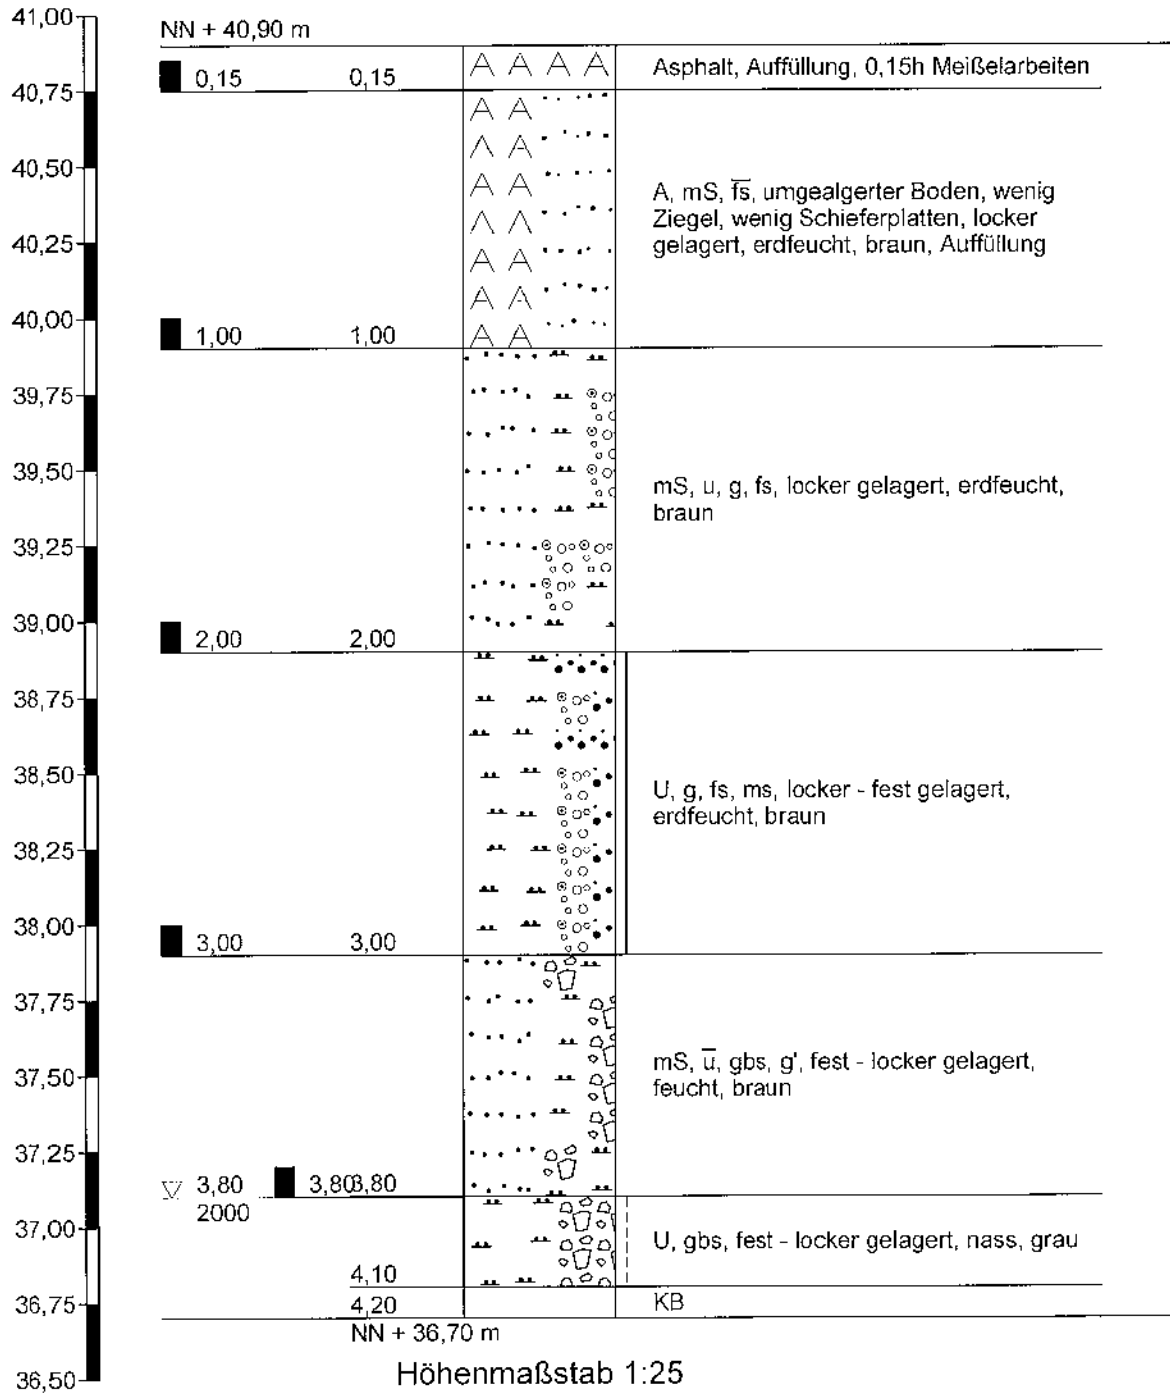 41,00
NN + 40,90 m
0,15 0,15 A A A A Asphalt, Auffüllung, 0,15h Meißelarbeiten
40,75
A A
A A
40,50
A A A, mS, f̅s̅, umgealgerter Boden, wenig
A A Ziegel, wenig Schieferplatten, locker
40,25
A A gelagert, erdfeucht, braun, Auffüllung
A A
40,00
1,00 1,00 A A
39,75
39,50
mS, u, g, fs, locker gelagert, erdfeucht,
braun
39,25
39,00
2,00 2,00
38,75
38,50
U, g, fs, ms, locker - fest gelagert,
erdfeucht, braun
38,25
38,00
3,00 3,00
37,75
37,50
mS, u̅, gbs, g', fest - locker gelagert,
feucht, braun
37,25
3,80 3,80 3,80
2000
37,00
U, gbs, fest - locker gelagert, nass, grau
4,10
36,75
4,20 KB
NN + 36,70 m
36,50
Höhenmaßstab 1:25